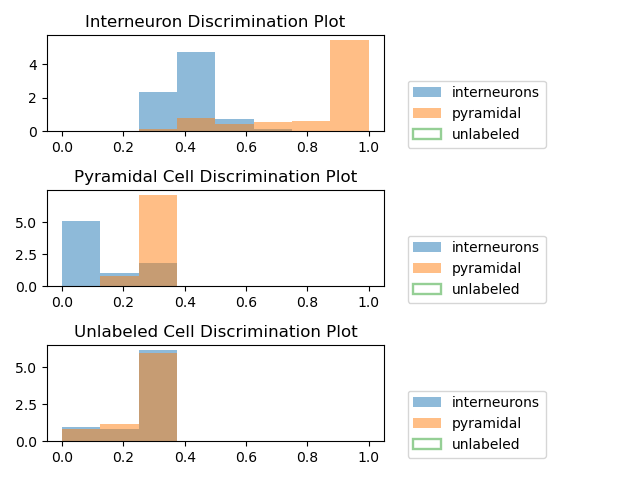 Interneuron Discrimination Plot
4
2
0
0.0 0.2 0.4 0.6 0.8 1.0
interneurons
pyramidal
unlabeled
Pyramidal Cell Discrimination Plot
5.0
2.5
0.0
0.0 0.2 0.4 0.6 0.8 1.0
interneurons
pyramidal
unlabeled
Unlabeled Cell Discrimination Plot
5.0
2.5
0.0
0.0 0.2 0.4 0.6 0.8 1.0
interneurons
pyramidal
unlabeled